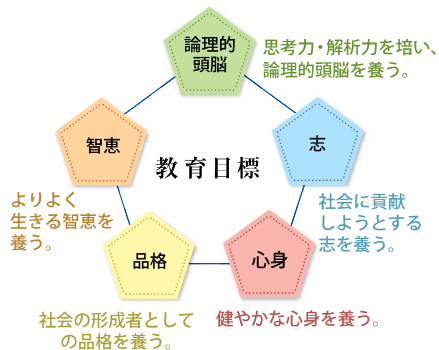 論理的
頭脳
思考力・解析力を培い、
論理的頭脳を養う。
智恵
教育目標
志
よりよく
生きる智恵を
養う。
社会に貢献
しようとする
志を養う。
品格
心身
社会の形成者として
の品格を養う。
健やかな心身を養う。